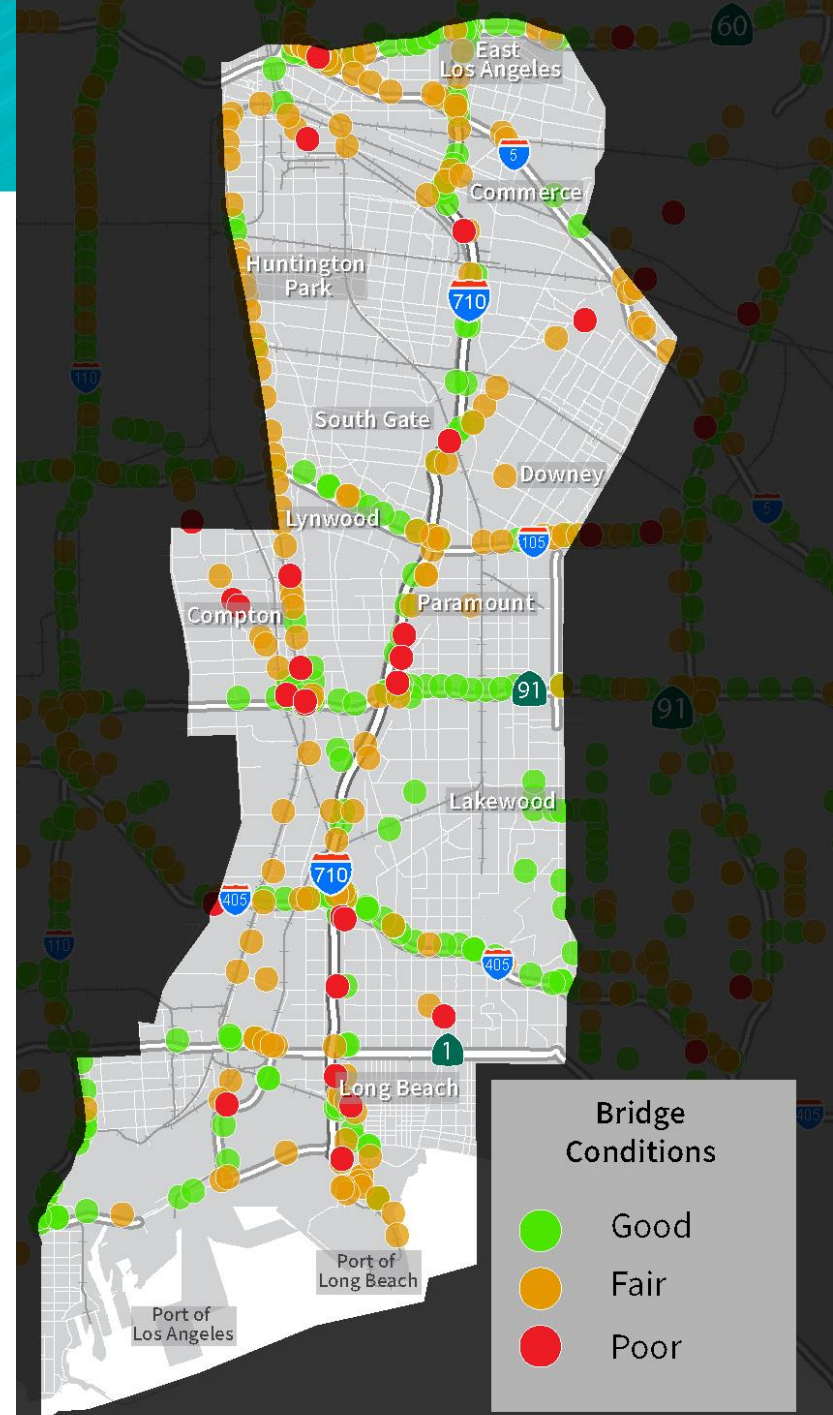 60
East
Los Angeles
5
Commerce
Huntington
Park
710
110
South Gate
Downey
5
Lynwood
105
Compton
Paramount
91
91
Lakewood
710
405
110
405
1
Long Beach
405
Bridge
Conditions
Good
Fair
Poor
Port of
Long Beach
Port of
Los Angeles